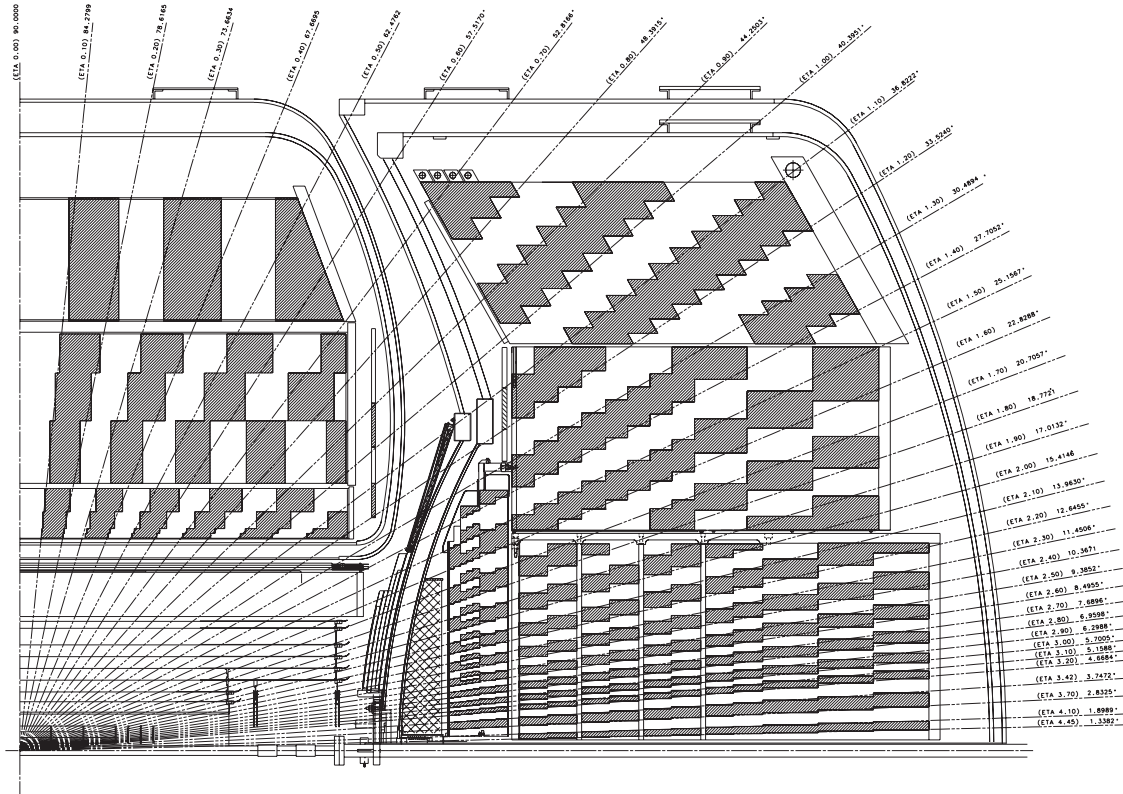 (ETA 0.00) 90.0000
(ETA 0.10) 84.2799
(ETA 0.20) 78.6165
(ETA 0.30) 73.6634
(ETA 0.40) 67.6695
(ETA 0.50) 62.4762
(ETA 0.60) 57.5170°
(ETA 0.70) 52.8166°
(ETA 0.80) 48.3915°
(ETA 0.90) 44.2503°
(ETA 1.00) 40.3951°
(ETA 1.10) 36.8222°
(ETA 1.20) 33.5240°
(ETA 1.30) 30.4894 °
(ETA 1.40) 27.7052°
(ETA 1.50) 25.1567°
(ETA 1.60) 22.8288°
(ETA 1.70) 20.7057°
(ETA 1.80) 18.7721°
(ETA 1.90) 17.0132°
(ETA 2.00) 15.4146
(ETA 2.10) 13.9630°
(ETA 2.20) 12.6455°
(ETA 2.30) 11.4506°
(ETA 2.40) 10.3671
(ETA 2.50) 9.3852°
(ETA 2.60) 8.4955°
(ETA 2.70) 7.6896°
(ETA 2.80) 6.9598°
(ETA 2.90) 6.2988°
(ETA 3.00) 5.7005°
(ETA 3.10) 5.1588°
(ETA 3.20) 4.6684°
(ETA 3.42) 3.7472°
(ETA 3.70) 2.8325°
(ETA 4.10) 1.8989°
(ETA 4.45) 1.3382°